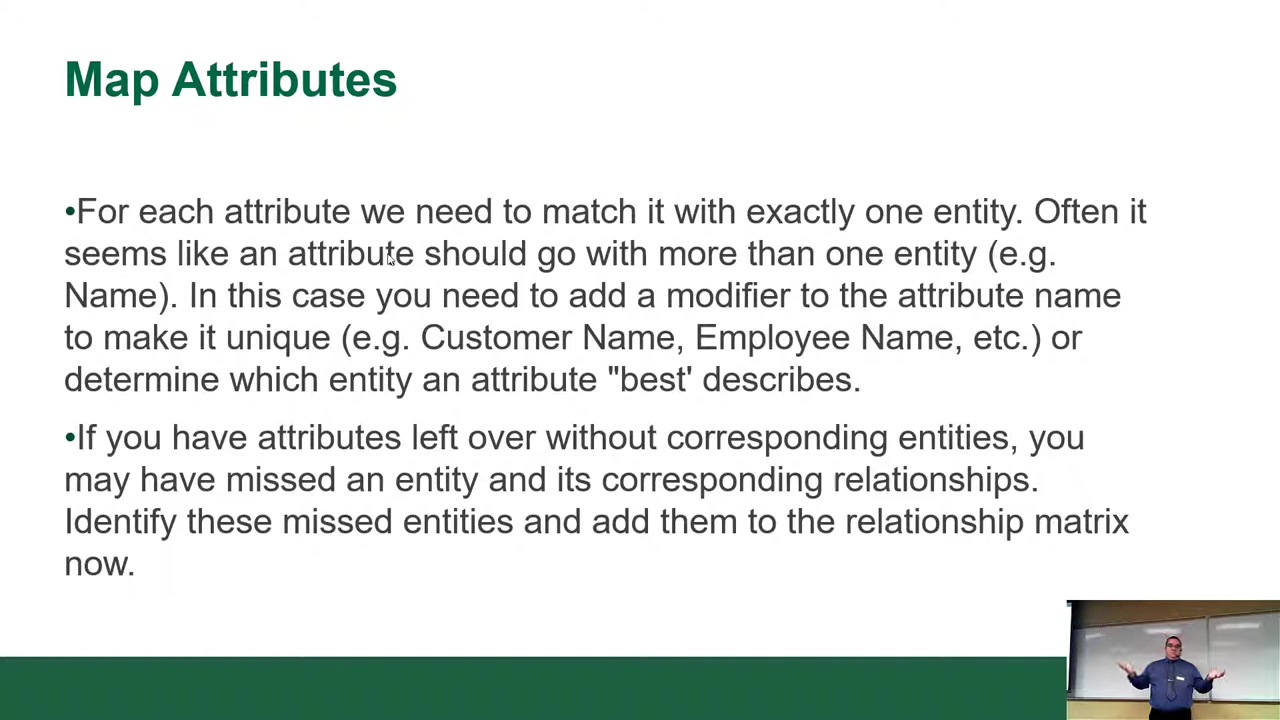 Map Attributes
•For each attribute we need to match it with exactly one entity. Often it
seems like an attribute should go with more than one entity (e.g.
Name). In this case you need to add a modifier to the attribute name
to make it unique (e.g. Customer Name, Employee Name, etc.) or
determine which entity an attribute "best' describes.
•If you have attributes left over without corresponding entities, you
may have missed an entity and its corresponding relationships.
Identify these missed entities and add them to the relationship matrix
now.